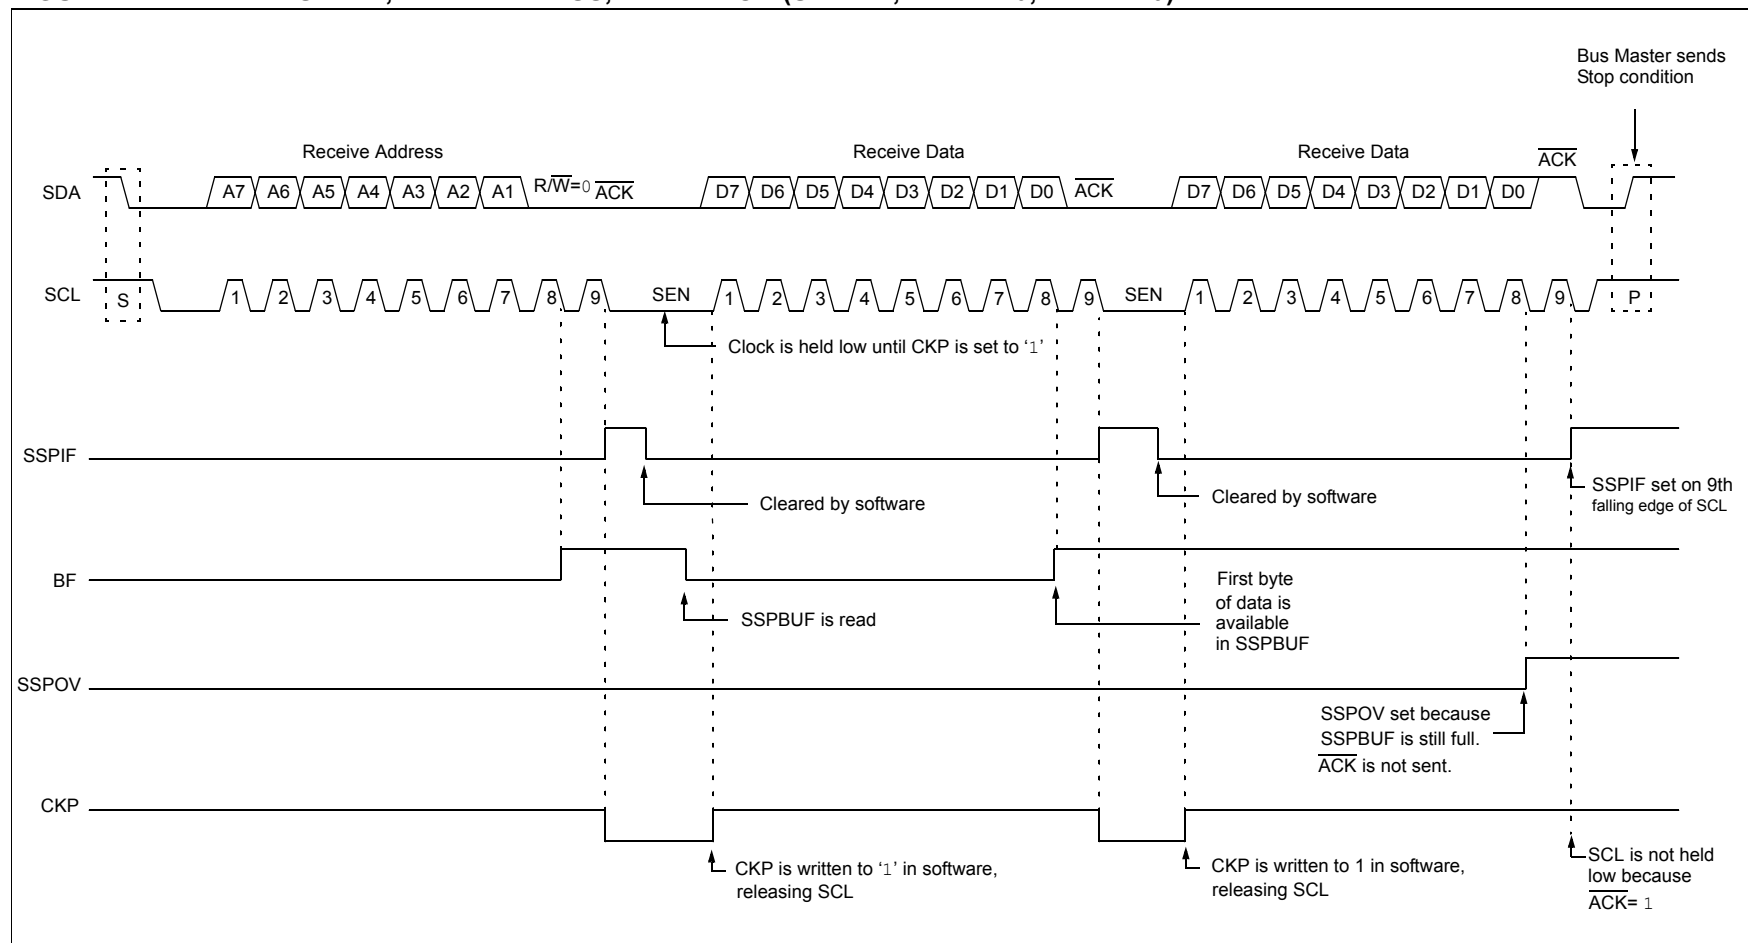 Bus Master sends
Stop condition
Receive Address
Receive Data
Receive Data
ACK
SDA
A7 A6 A5 A4 A3 A2 A1 R/W=0 ACK
D7 D6 D5 D4 D3 D2 D1 D0 ACK
D7 D6 D5 D4 D3 D2 D1 D0
SCL
S
1 2 3 4 5 6 7 8 9 SEN
1 2 3 4 5 6 7 8 9 SEN
1 2 3 4 5 6 7 8 9
P
Clock is held low until CKP is set to ‘1’
SSPIF
Cleared by software
Cleared by software
SSPIF set on 9th
falling edge of SCL
BF
SSPBUF is read
First byte
of data is
available
in SSPBUF
SSPOV
SSPOV set because
SSPBUF is still full.
ACK is not sent.
CKP
CKP is written to ‘1’ in software,
releasing SCL
CKP is written to 1 in software,
releasing SCL
SCL is not held
low because
ACK= 1